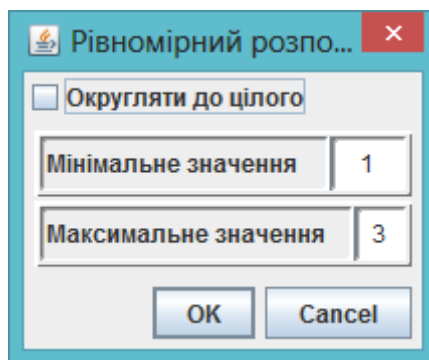 Рівномірний розпо...
Округляти до цілого
Мінімальне значення 1
Максимальне значення 3
OK Cancel